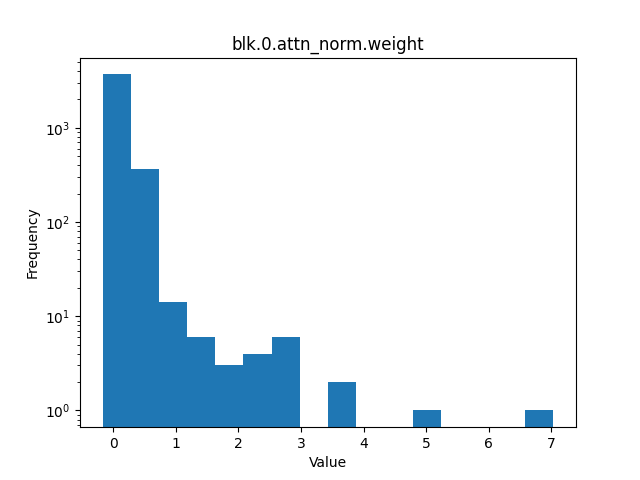 blk.0.attn_norm.weight
Frequency
10³
10²
10¹
10⁰
0 1 2 3 4 5 6 7
Value